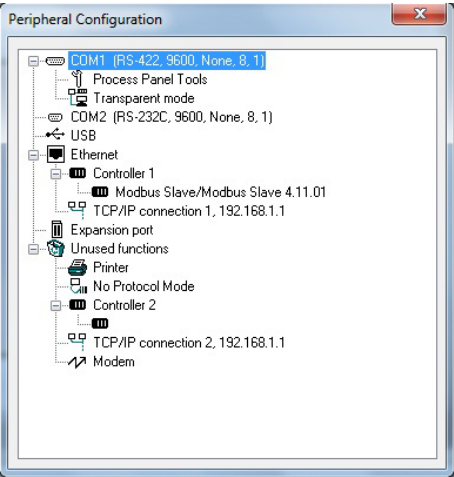 Peripheral Configuration
COM1 (RS-422, 9600, None, 8, 1)
Process Panel Tools
Transparent mode
COM2 (RS-232C, 9600, None, 8, 1)
USB
Ethernet
Controller 1
Modbus Slave/Modbus Slave 4.11.01
TCP/IP connection 1, 192.168.1.1
Expansion port
Unused functions
Printer
No Protocol Mode
Controller 2
TCP/IP connection 2, 192.168.1.1
Modem